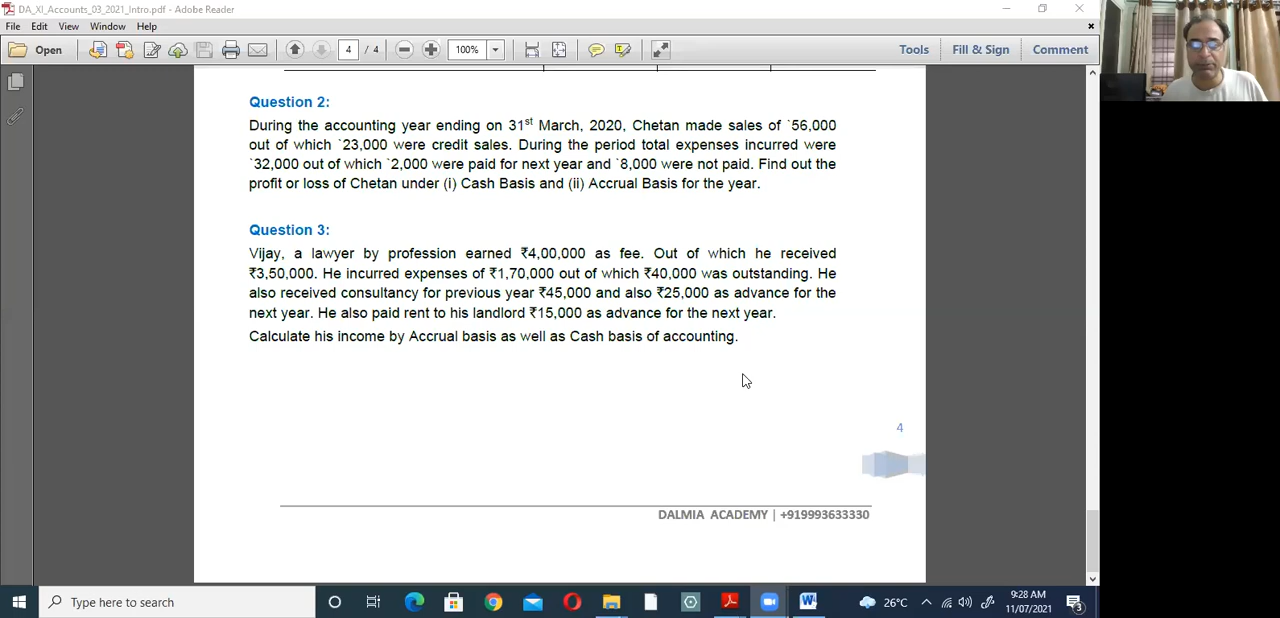 DA_XI_Accounts_03_2021_Intro.pdf - Adobe Reader
File Edit View Window Help
Open 4 / 4 100% Tools Fill & Sign Comment
Question 2:
During the accounting year ending on 31st March, 2020, Chetan made sales of `56,000
out of which `23,000 were credit sales. During the period total expenses incurred were
`32,000 out of which `2,000 were paid for next year and `8,000 were not paid. Find out the
profit or loss of Chetan under (i) Cash Basis and (ii) Accrual Basis for the year.
Question 3:
Vijay, a lawyer by profession earned ₹4,00,000 as fee. Out of which he received
₹3,50,000. He incurred expenses of ₹1,70,000 out of which ₹40,000 was outstanding. He
also received consultancy for previous year ₹45,000 and also ₹25,000 as advance for the
next year. He also paid rent to his landlord ₹15,000 as advance for the next year.
Calculate his income by Accrual basis as well as Cash basis of accounting.
4
DALMIA ACADEMY | +919993633330
Type here to search
26°C
9:28 AM
11/07/2021
3